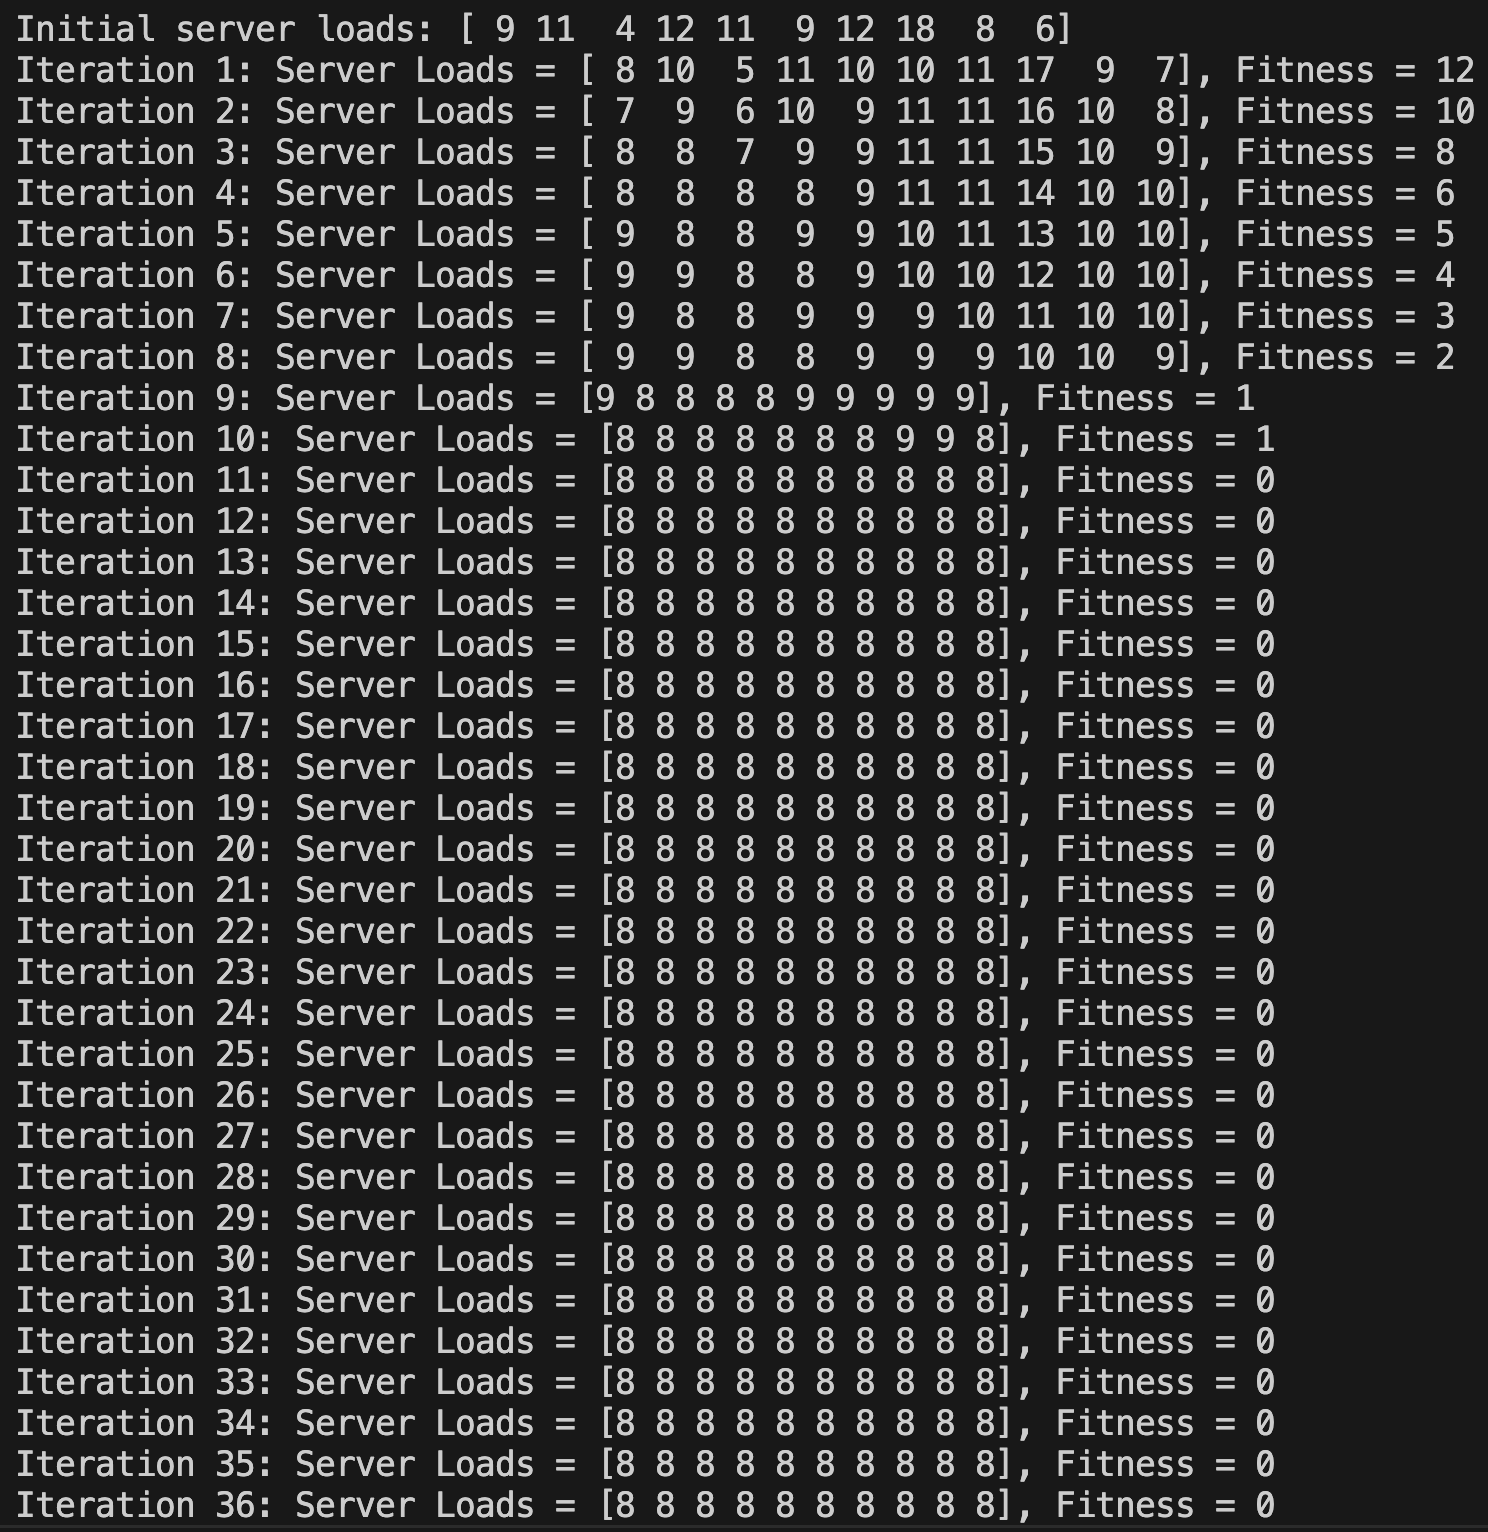 Initial server loads: [ 9 11  4 12 11  9 12 18  8  6]
Iteration 1: Server Loads = [ 8 10  5 11 10 10 11 17  9  7], Fitness = 12
Iteration 2: Server Loads = [ 7  9  6 10  9 11 11 16 10  8], Fitness = 10
Iteration 3: Server Loads = [ 8  8  7  9  9 11 11 15 10  9], Fitness = 8
Iteration 4: Server Loads = [ 8  8  8  8  9 11 11 14 10 10], Fitness = 6
Iteration 5: Server Loads = [ 9  8  8  9  9 10 11 13 10 10], Fitness = 5
Iteration 6: Server Loads = [ 9  9  8  8  9 10 10 12 10 10], Fitness = 4
Iteration 7: Server Loads = [ 9  8  8  9  9  9 10 11 10 10], Fitness = 3
Iteration 8: Server Loads = [ 9  9  8  8  9  9  9 10 10  9], Fitness = 2
Iteration 9: Server Loads = [9 8 8 8 8 9 9 9 9 9], Fitness = 1
Iteration 10: Server Loads = [8 8 8 8 8 8 8 9 9 8], Fitness = 1
Iteration 11: Server Loads = [8 8 8 8 8 8 8 8 8 8], Fitness = 0
Iteration 12: Server Loads = [8 8 8 8 8 8 8 8 8 8], Fitness = 0
Iteration 13: Server Loads = [8 8 8 8 8 8 8 8 8 8], Fitness = 0
Iteration 14: Server Loads = [8 8 8 8 8 8 8 8 8 8], Fitness = 0
Iteration 15: Server Loads = [8 8 8 8 8 8 8 8 8 8], Fitness = 0
Iteration 16: Server Loads = [8 8 8 8 8 8 8 8 8 8], Fitness = 0
Iteration 17: Server Loads = [8 8 8 8 8 8 8 8 8 8], Fitness = 0
Iteration 18: Server Loads = [8 8 8 8 8 8 8 8 8 8], Fitness = 0
Iteration 19: Server Loads = [8 8 8 8 8 8 8 8 8 8], Fitness = 0
Iteration 20: Server Loads = [8 8 8 8 8 8 8 8 8 8], Fitness = 0
Iteration 21: Server Loads = [8 8 8 8 8 8 8 8 8 8], Fitness = 0
Iteration 22: Server Loads = [8 8 8 8 8 8 8 8 8 8], Fitness = 0
Iteration 23: Server Loads = [8 8 8 8 8 8 8 8 8 8], Fitness = 0
Iteration 24: Server Loads = [8 8 8 8 8 8 8 8 8 8], Fitness = 0
Iteration 25: Server Loads = [8 8 8 8 8 8 8 8 8 8], Fitness = 0
Iteration 26: Server Loads = [8 8 8 8 8 8 8 8 8 8], Fitness = 0
Iteration 27: Server Loads = [8 8 8 8 8 8 8 8 8 8], Fitness = 0
Iteration 28: Server Loads = [8 8 8 8 8 8 8 8 8 8], Fitness = 0
Iteration 29: Server Loads = [8 8 8 8 8 8 8 8 8 8], Fitness = 0
Iteration 30: Server Loads = [8 8 8 8 8 8 8 8 8 8], Fitness = 0
Iteration 31: Server Loads = [8 8 8 8 8 8 8 8 8 8], Fitness = 0
Iteration 32: Server Loads = [8 8 8 8 8 8 8 8 8 8], Fitness = 0
Iteration 33: Server Loads = [8 8 8 8 8 8 8 8 8 8], Fitness = 0
Iteration 34: Server Loads = [8 8 8 8 8 8 8 8 8 8], Fitness = 0
Iteration 35: Server Loads = [8 8 8 8 8 8 8 8 8 8], Fitness = 0
Iteration 36: Server Loads = [8 8 8 8 8 8 8 8 8 8], Fitness = 0